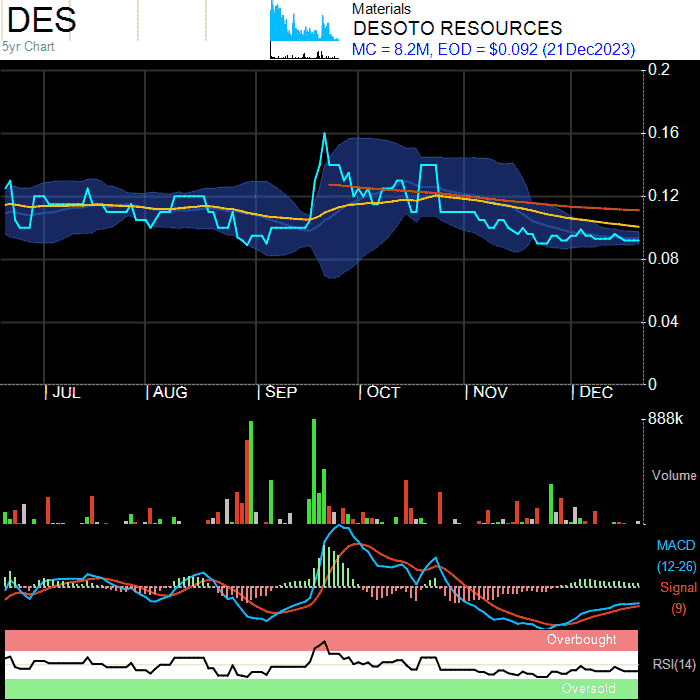 DES
5yr Chart
Materials
DESOTO RESOURCES
MC = 8.2M, EOD = $0.092 (21Dec2023)
0.2
0.16
0.12
0.08
0.04
0
JUL
AUG
SEP
OCT
NOV
DEC
888k
Volume
MACD
(12-26)
Signal
(9)
Overbought
RSI(14)
Oversold